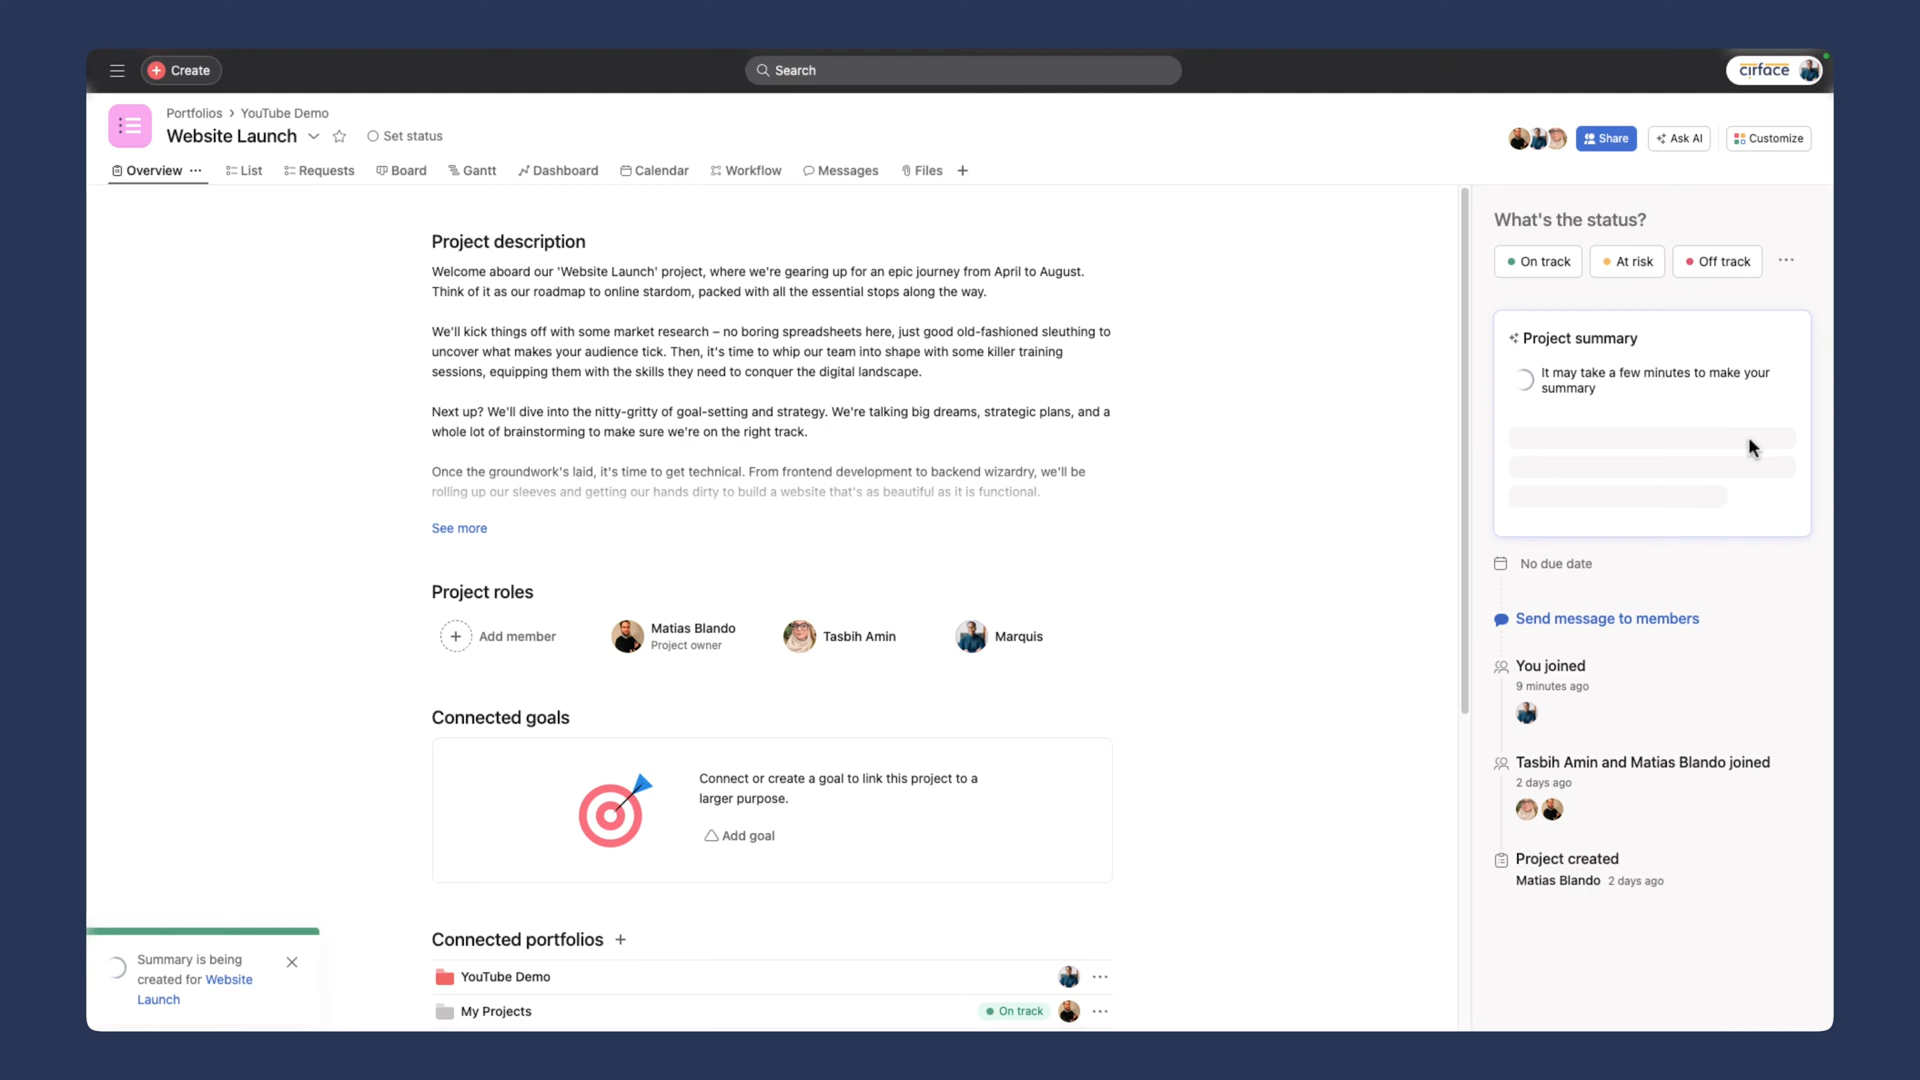 Create
Search
cirface
Portfolios › YouTube Demo
Website Launch
Set status
Share
Ask AI
Customize
Overview
List
Requests
Board
Gantt
Dashboard
Calendar
Workflow
Messages
Files
Project description
Welcome aboard our 'Website Launch' project, where we're gearing up for an epic journey from April to August.
Think of it as our roadmap to online stardom, packed with all the essential stops along the way.
We'll kick things off with some market research – no boring spreadsheets here, just good old-fashioned sleuthing to
uncover what makes your audience tick. Then, it's time to whip our team into shape with some killer training
sessions, equipping them with the skills they need to conquer the digital landscape.
Next up? We'll dive into the nitty-gritty of goal-setting and strategy. We're talking big dreams, strategic plans, and a
whole lot of brainstorming to make sure we're on the right track.
Once the groundwork's laid, it's time to get technical. From frontend development to backend wizardry, we'll be
rolling up our sleeves and getting our hands dirty to build a website that's as beautiful as it is functional.
See more
Project roles
Add member
Matias Blando
Project owner
Tasbih Amin
Marquis
Connected goals
Connect or create a goal to link this project to a
larger purpose.
Add goal
Connected portfolios
YouTube Demo
My Projects
On track
What's the status?
On track
At risk
Off track
Project summary
It may take a few minutes to make your
summary
No due date
Send message to members
You joined
9 minutes ago
Tasbih Amin and Matias Blando joined
2 days ago
Project created
Matias Blando 2 days ago
Summary is being
created for Website
Launch